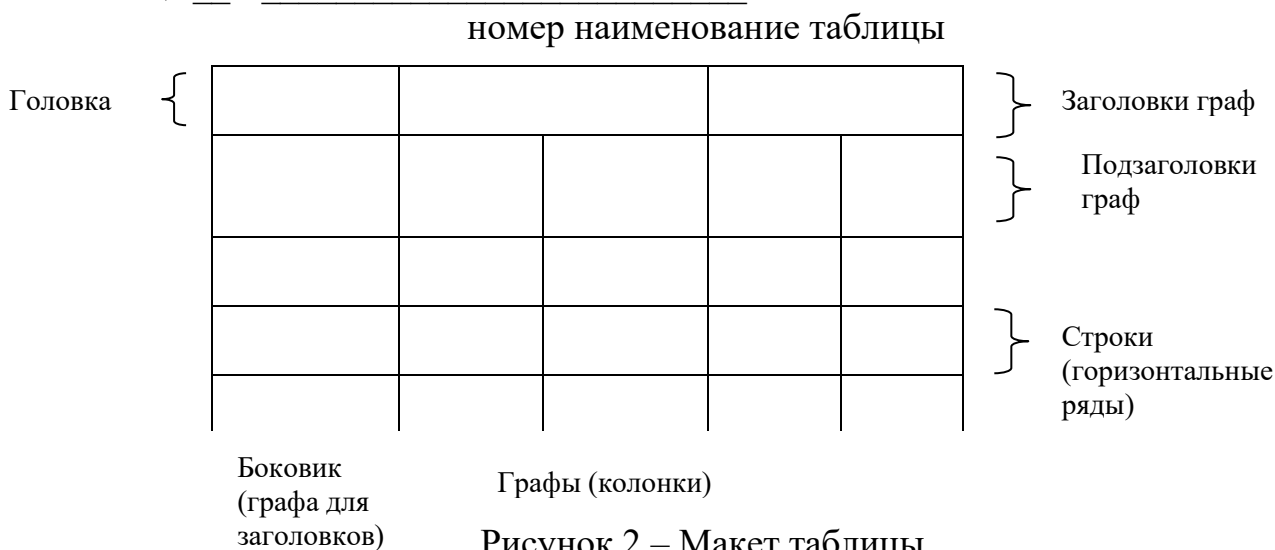 номер наименование таблицы
Головка
Заголовки граф
Подзаголовки
граф
Строки
(горизонтальные
ряды)
Боковик
(графа для
заголовков)
Графы (колонки)
Рисунок 2 – Макет таблицы